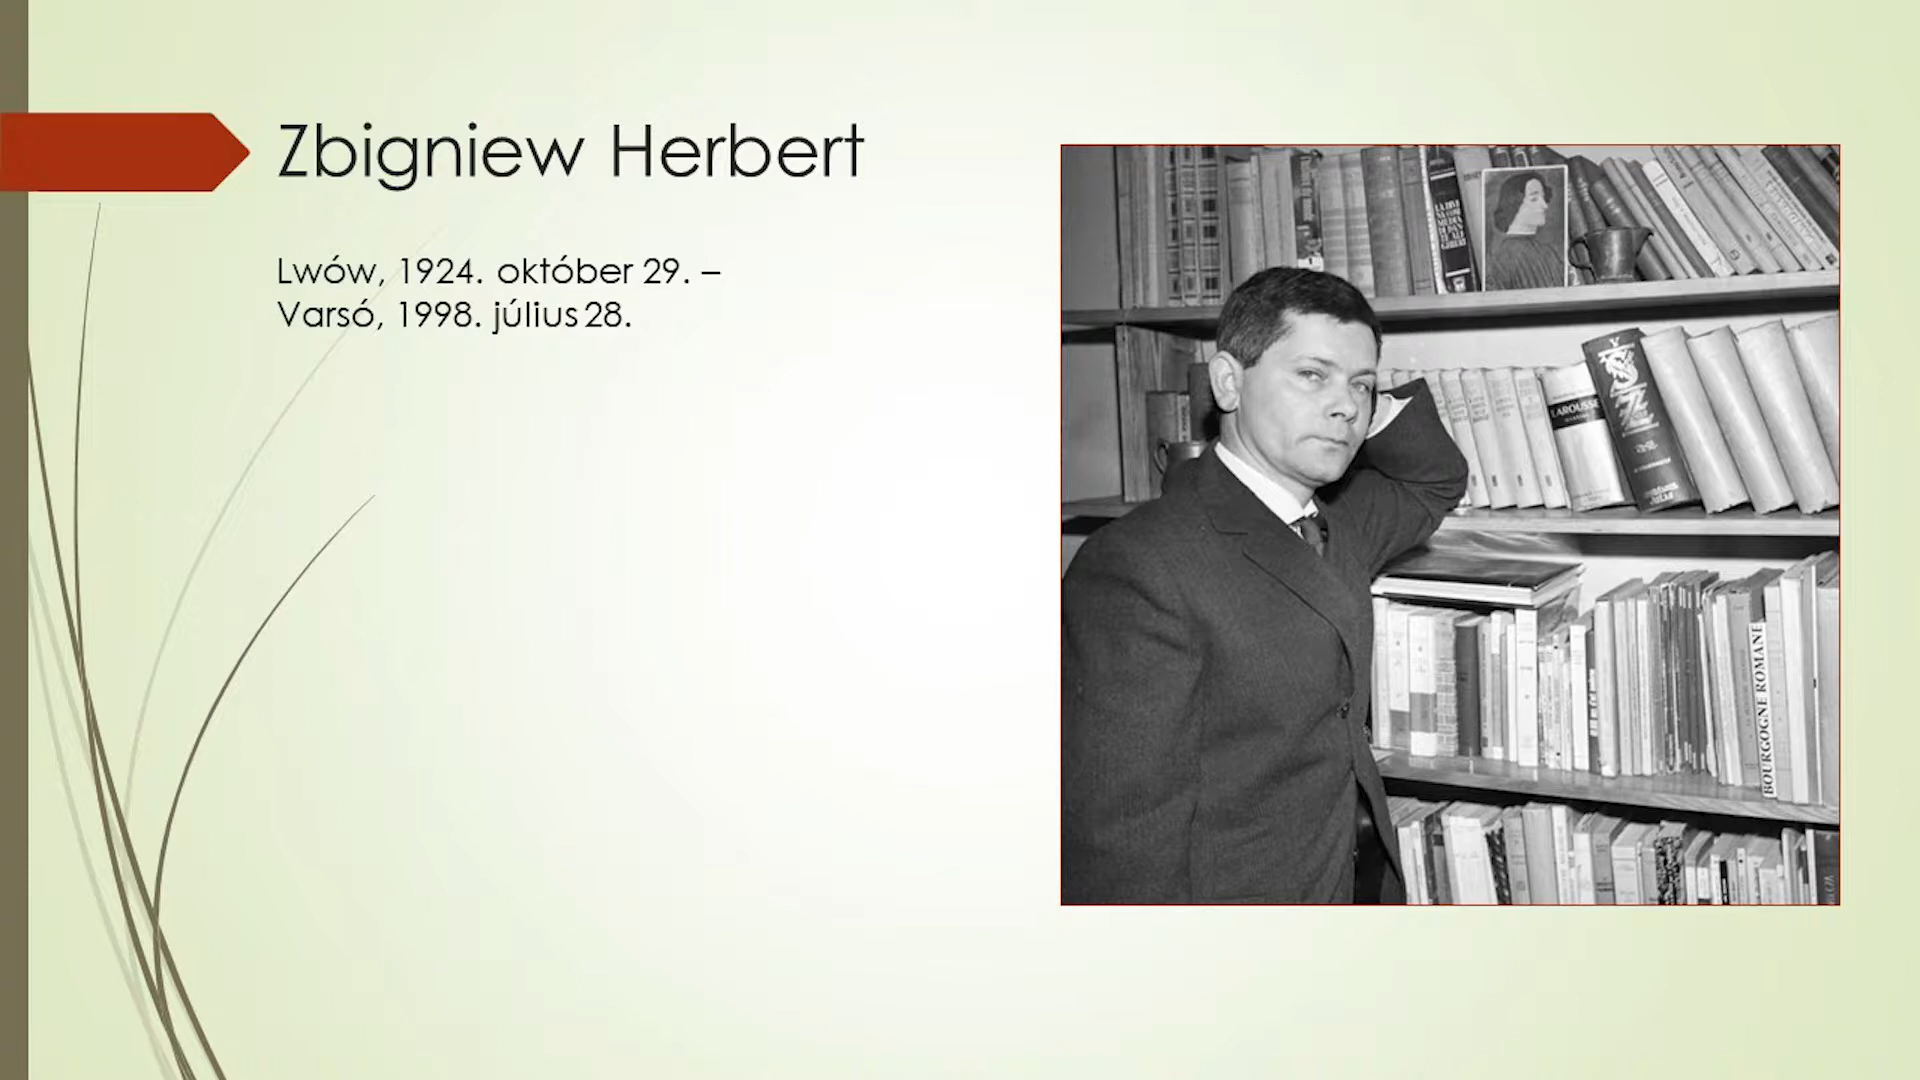 Zbigniew Herbert
Lwów, 1924. október 29. –
Varsó, 1998. július 28.
LAROUSSE
BOURGOGNE ROMANE